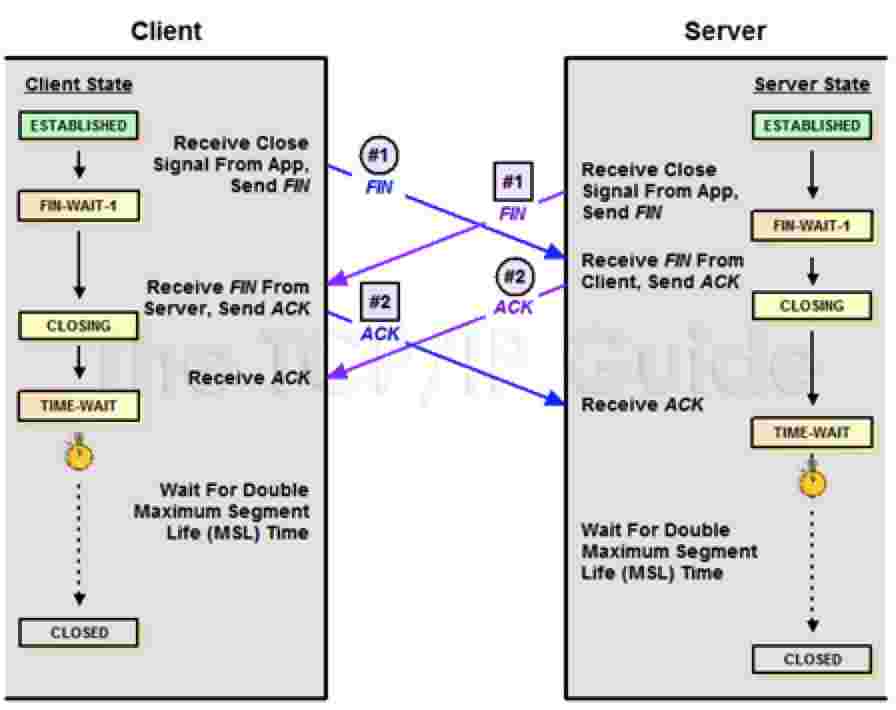 Client
Server
Client State
ESTABLISHED
Receive Close
Signal From App,
Send FIN
FIN-WAIT-1
Receive FIN From
Server, Send ACK
CLOSING
Receive ACK
TIME-WAIT
Wait For Double
Maximum Segment
Life (MSL) Time
CLOSED
#1
FIN
#1
FIN
#2
ACK
#2
ACK
The TCP/IP Guide
Server State
ESTABLISHED
Receive Close
Signal From App,
Send FIN
FIN-WAIT-1
Receive FIN From
Client, Send ACK
CLOSING
Receive ACK
TIME-WAIT
Wait For Double
Maximum Segment
Life (MSL) Time
CLOSED